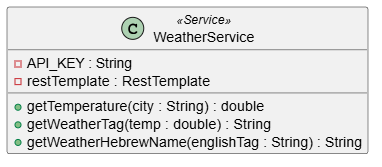 C
«Service»
WeatherService
API_KEY : String
restTemplate : RestTemplate
getTemperature(city : String) : double
getWeatherTag(temp : double) : String
getWeatherHebrewName(englishTag : String) : String